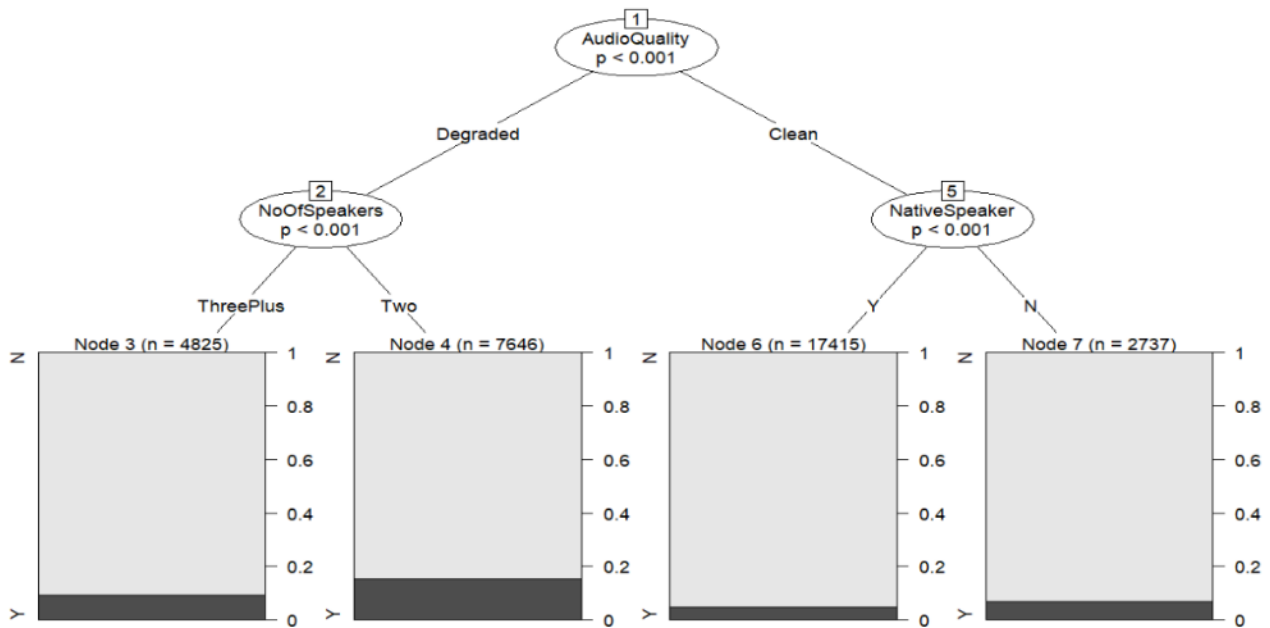 1
AudioQuality
p < 0.001
Degraded
Clean
2
NoOfSpeakers
p < 0.001
5
NativeSpeaker
p < 0.001
ThreePlus
Two
Y
N
Node 3 (n = 4825)
N
Y
1
0.8
0.6
0.4
0.2
0
Node 4 (n = 7646)
N
Y
1
0.8
0.6
0.4
0.2
0
Node 6 (n = 17415)
N
Y
1
0.8
0.6
0.4
0.2
0
Node 7 (n = 2737)
N
Y
1
0.8
0.6
0.4
0.2
0